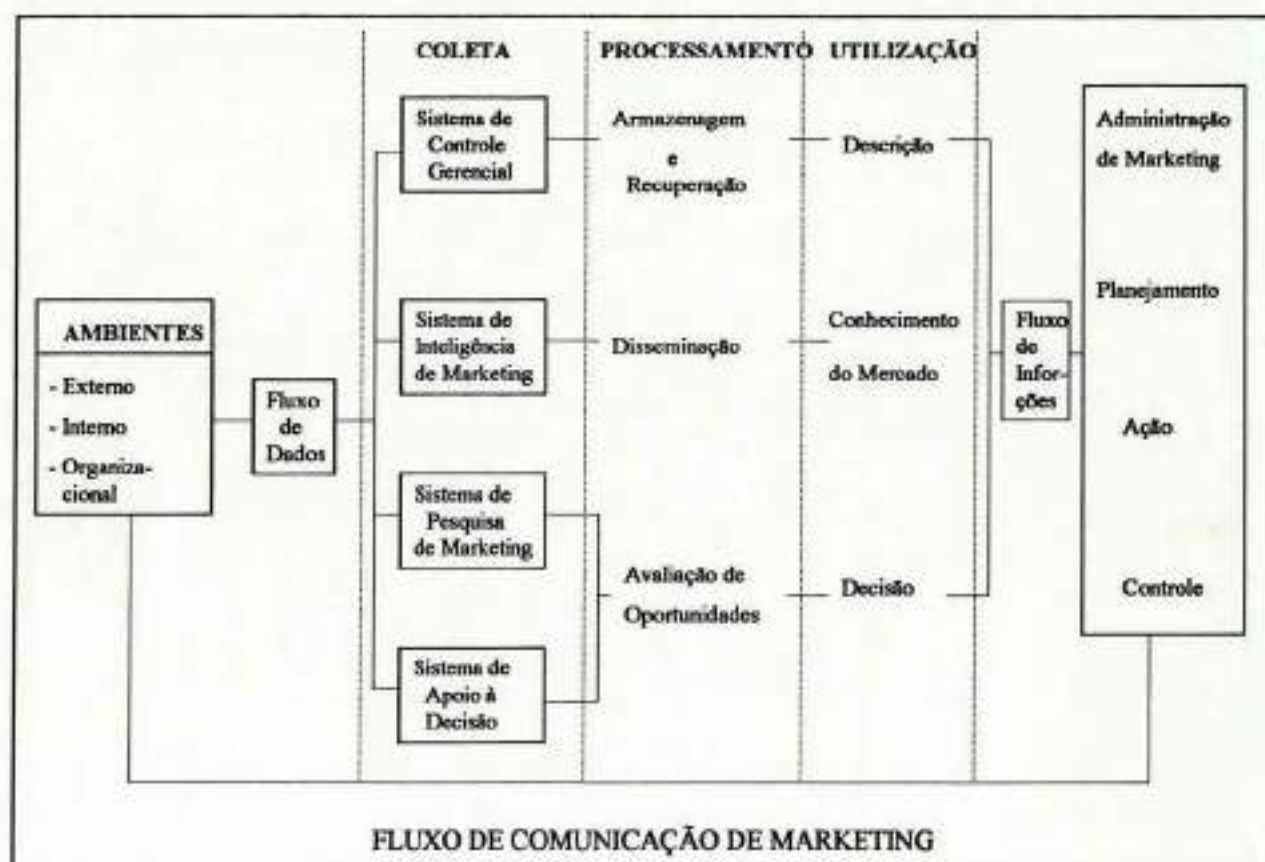 COLETA
PROCESSAMENTO
UTILIZAÇÃO
AMBIENTES
- Externo
- Interno
- Organiza-
cional
Fluxo
de
Dados
Sistema de
Controle
Gerencial
Sistema de
Inteligência
de Marketing
Sistema de
Pesquisa
de Marketing
Sistema de
Apoio à
Decisão
Armazenagem
e
Recuperação
Disseminação
Avaliação de
Oportunidades
Descrição
Conhecimento
do Mercado
Decisão
Fluxo
de
Infor-
ções
Administração
de Marketing
Planejamento
Ação
Controle
FLUXO DE COMUNICAÇÃO DE MARKETING